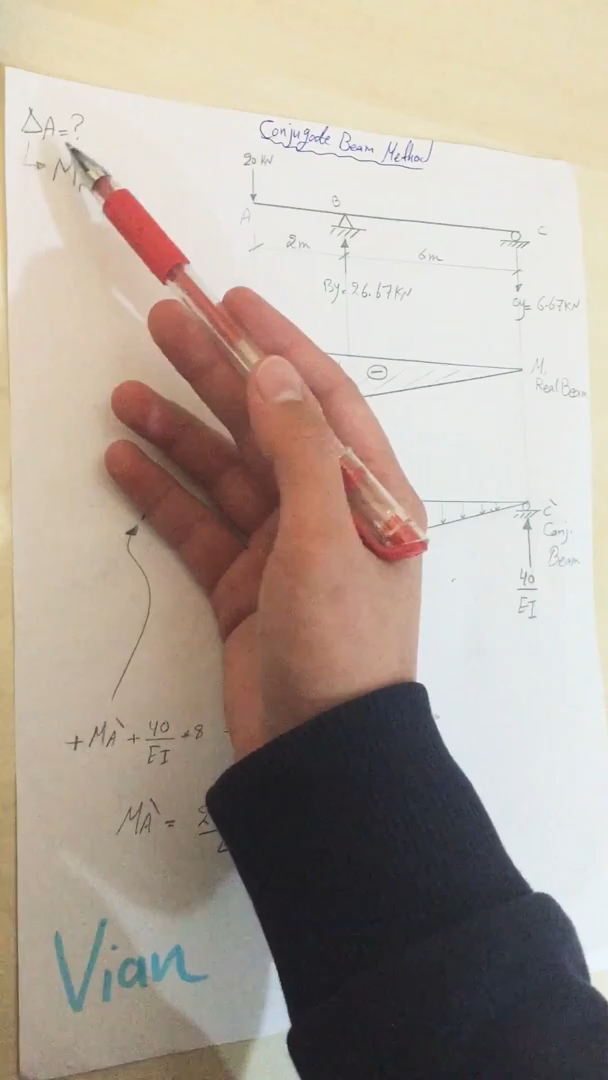 ΔA=?
Conjugate Beam Method
20 KN
A
B
C
2m
6m
By=26.67KN
Cy=6.67KN
M.
Real Beam
C`
Conj.
Beam
40
EI
+MA`+40/EI*8
MA`=
Vian